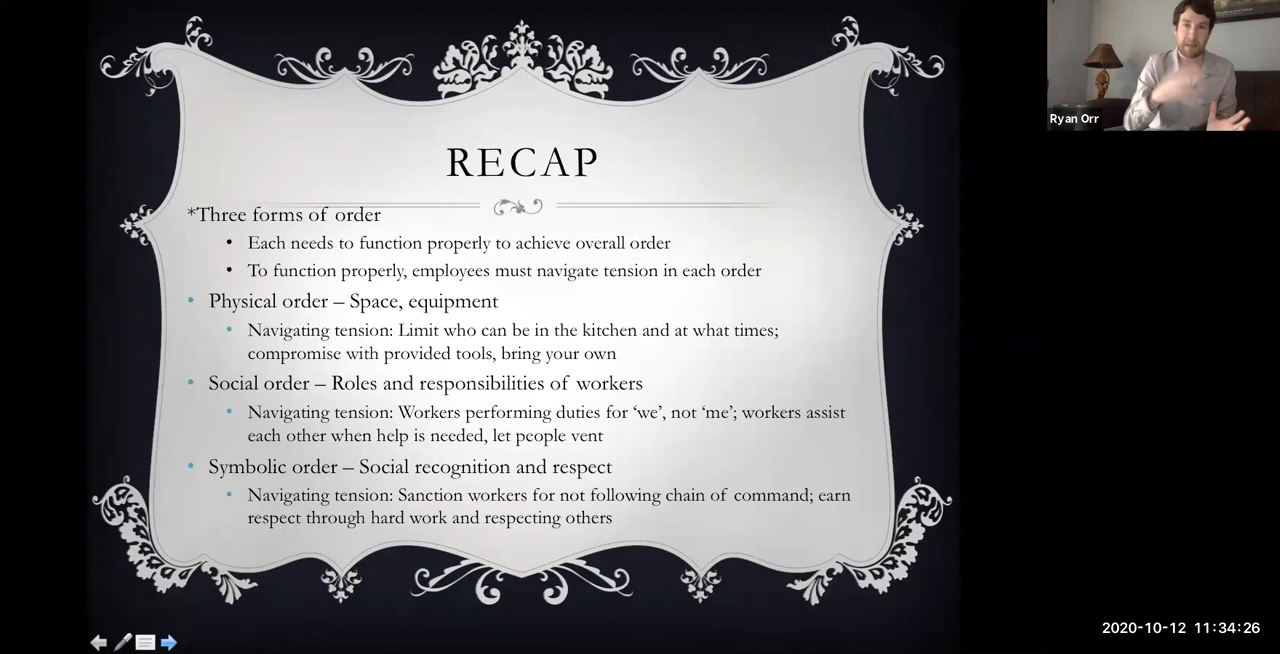 RECAP
*Three forms of order
• Each needs to function properly to achieve overall order
• To function properly, employees must navigate tension in each order
• Physical order – Space, equipment
• Navigating tension: Limit who can be in the kitchen and at what times;
compromise with provided tools, bring your own
• Social order – Roles and responsibilities of workers
• Navigating tension: Workers performing duties for ‘we’, not ‘me’; workers assist
each other when help is needed, let people vent
• Symbolic order – Social recognition and respect
• Navigating tension: Sanction workers for not following chain of command; earn
respect through hard work and respecting others
Ryan Orr
2020-10-12 11:34:26